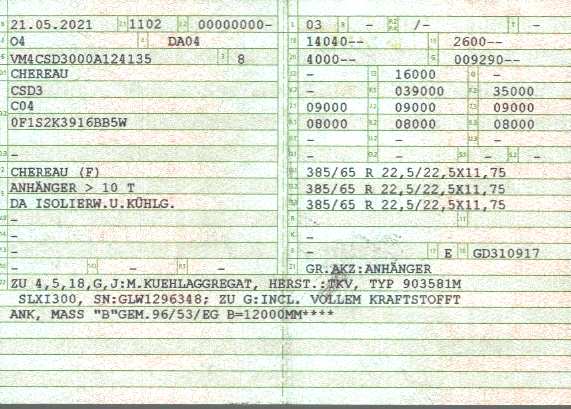 21.05.2021 1102 00000000-
04 DA04
VM4CSD3000A124135 8
CHEREAU
CSD3
C04
0F1S2K3916BB5W
-
CHEREAU (F)
ANHÄNGER > 10 T
DA ISOLIERW.U.KÜHLG.
-
-
-
- - -
03 - /- -
14040-- 2600--
4000-- 009290--
- 16000 -
- 039000 35000
09000 09000 09000
08000 08000 08000
- - -
- - - -
385/65 R 22,5/22,5X11,75
385/65 R 22,5/22,5X11,75
385/65 R 22,5/22,5X11,75
-
- E GD310917
GR.AKZ:ANHÄNGER
ZU 4,5,18,G,J:M.KUEHLAGGREGAT, HERST.:TKV, TYP 903581M
SLXI300, SN:GLW1296348; ZU G:INCL. VOLLEM KRAFTSTOFFT
ANK, MASS "B"GEM.96/53/EG B=12000MM****